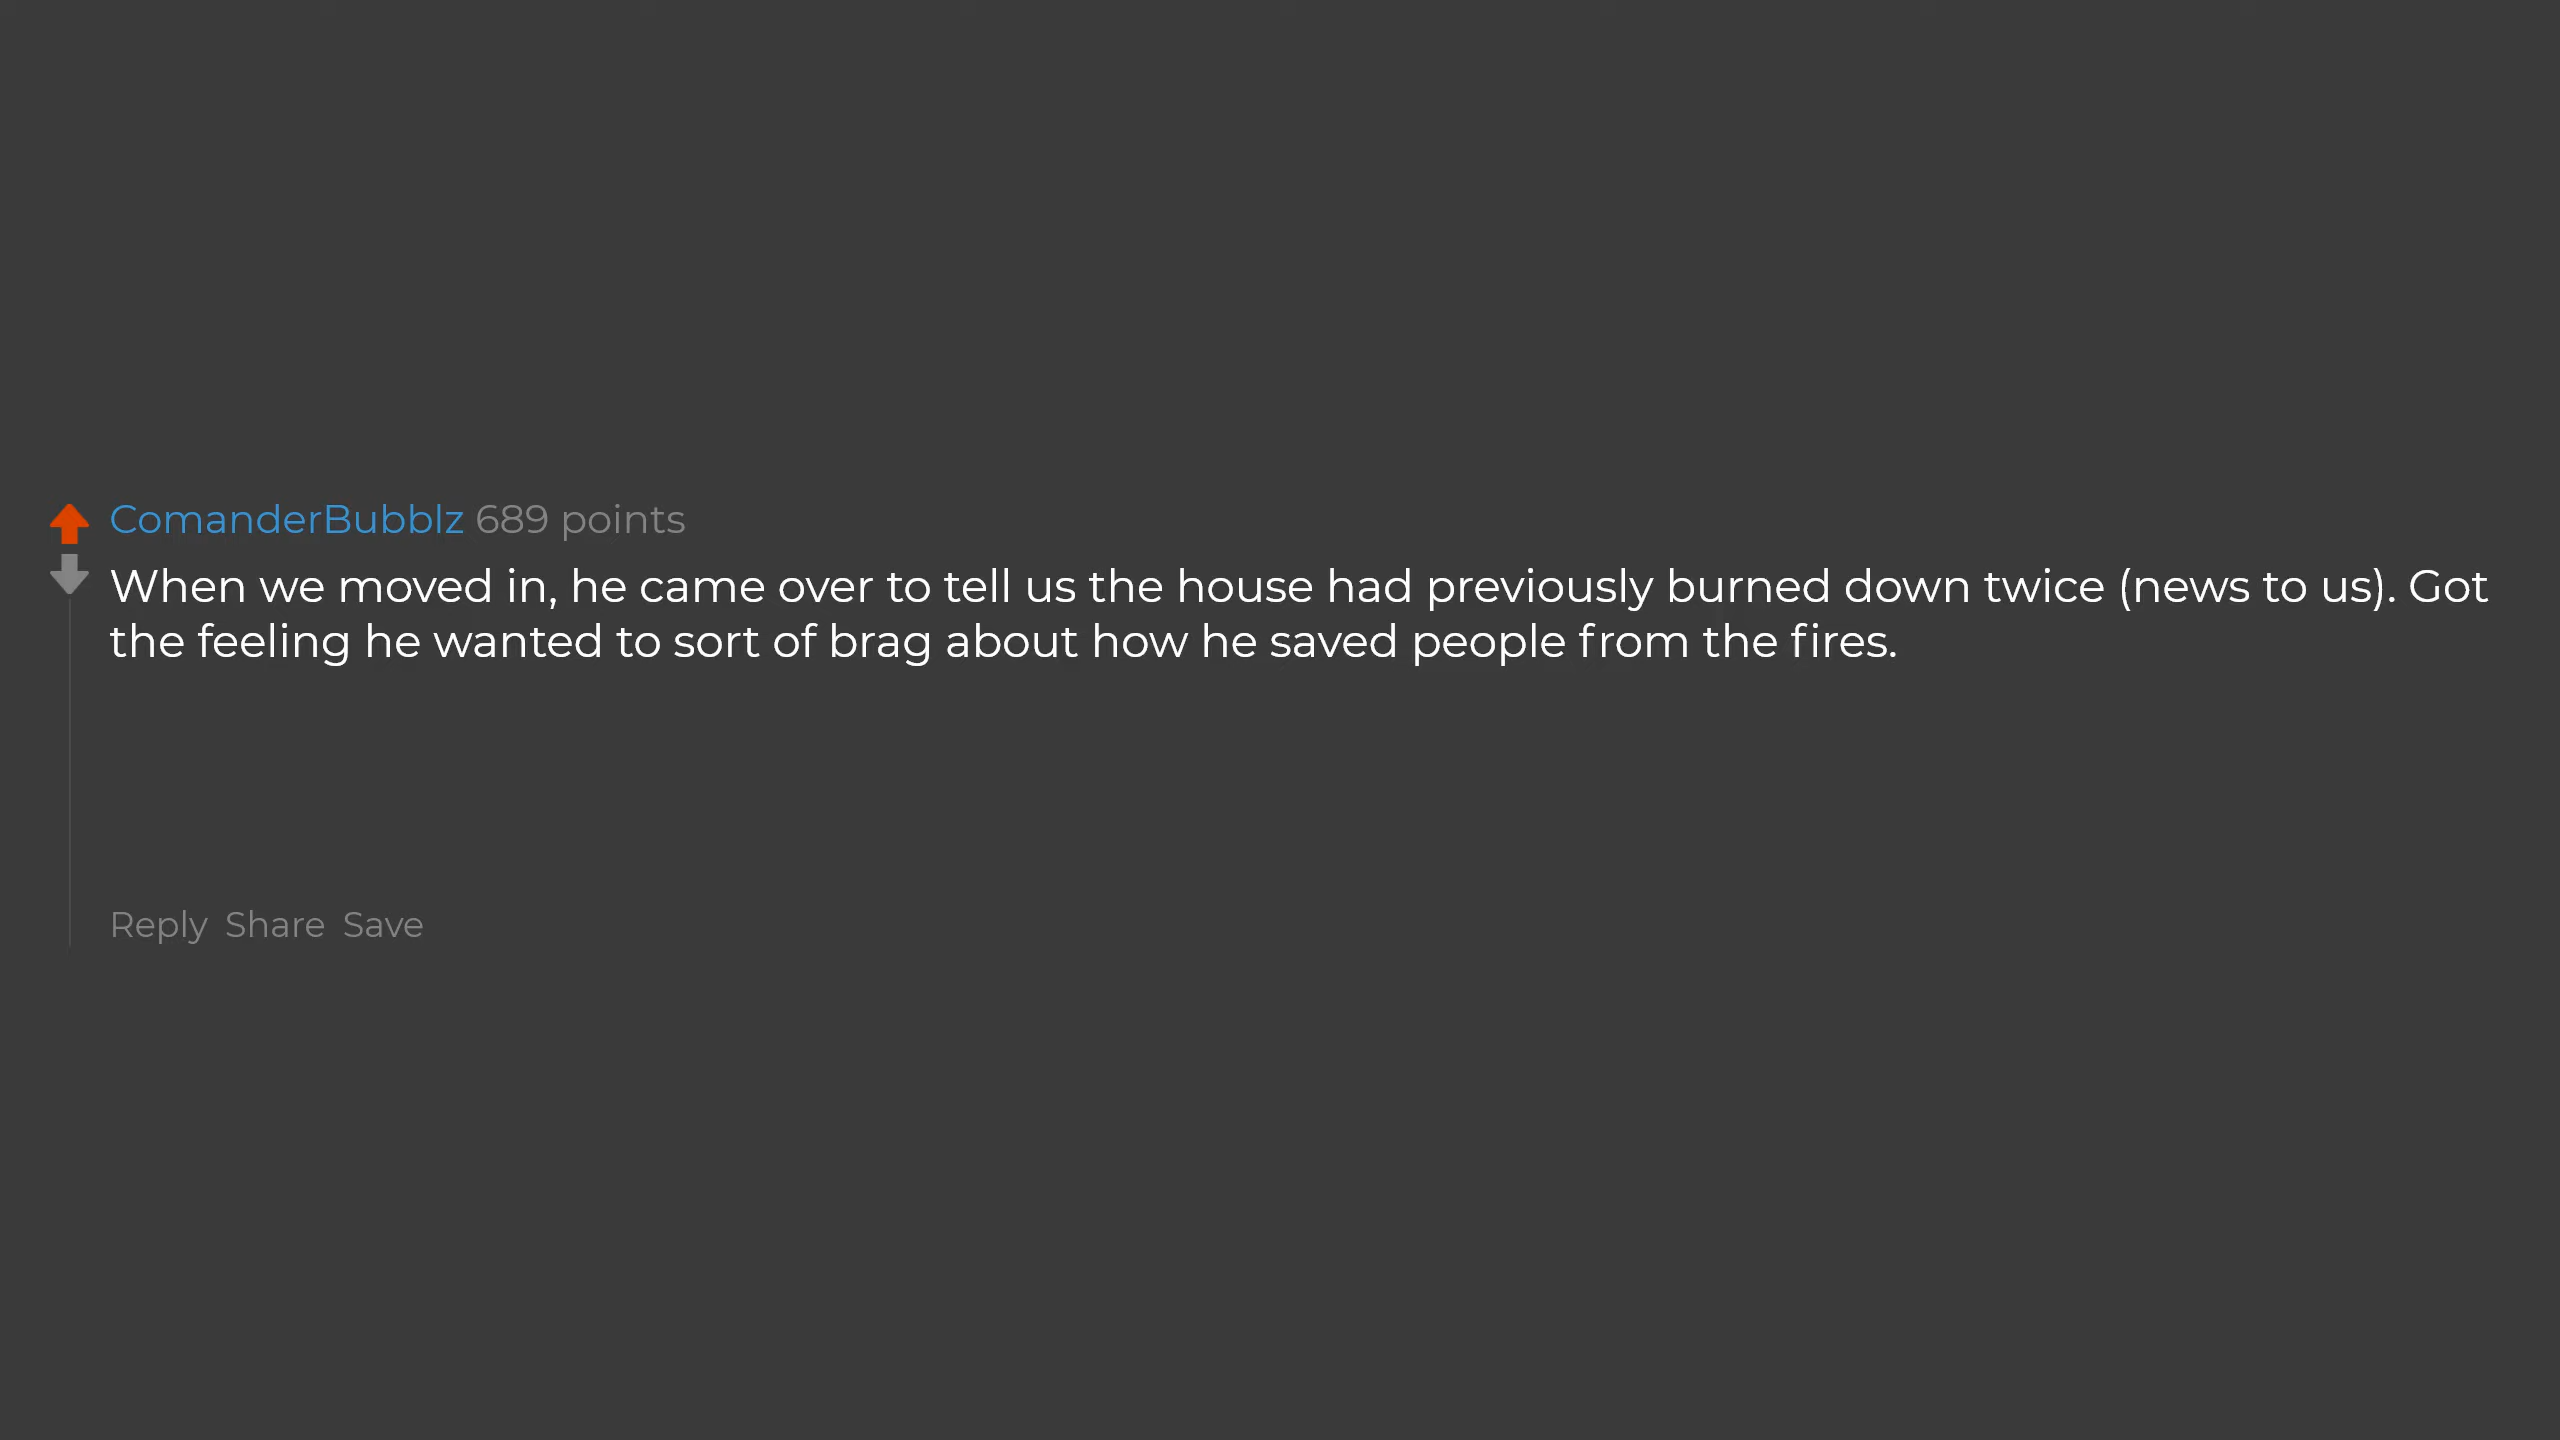 ComanderBubblz 689 points
When we moved in, he came over to tell us the house had previously burned down twice (news to us). Got
the feeling he wanted to sort of brag about how he saved people from the fires.
Reply Share Save